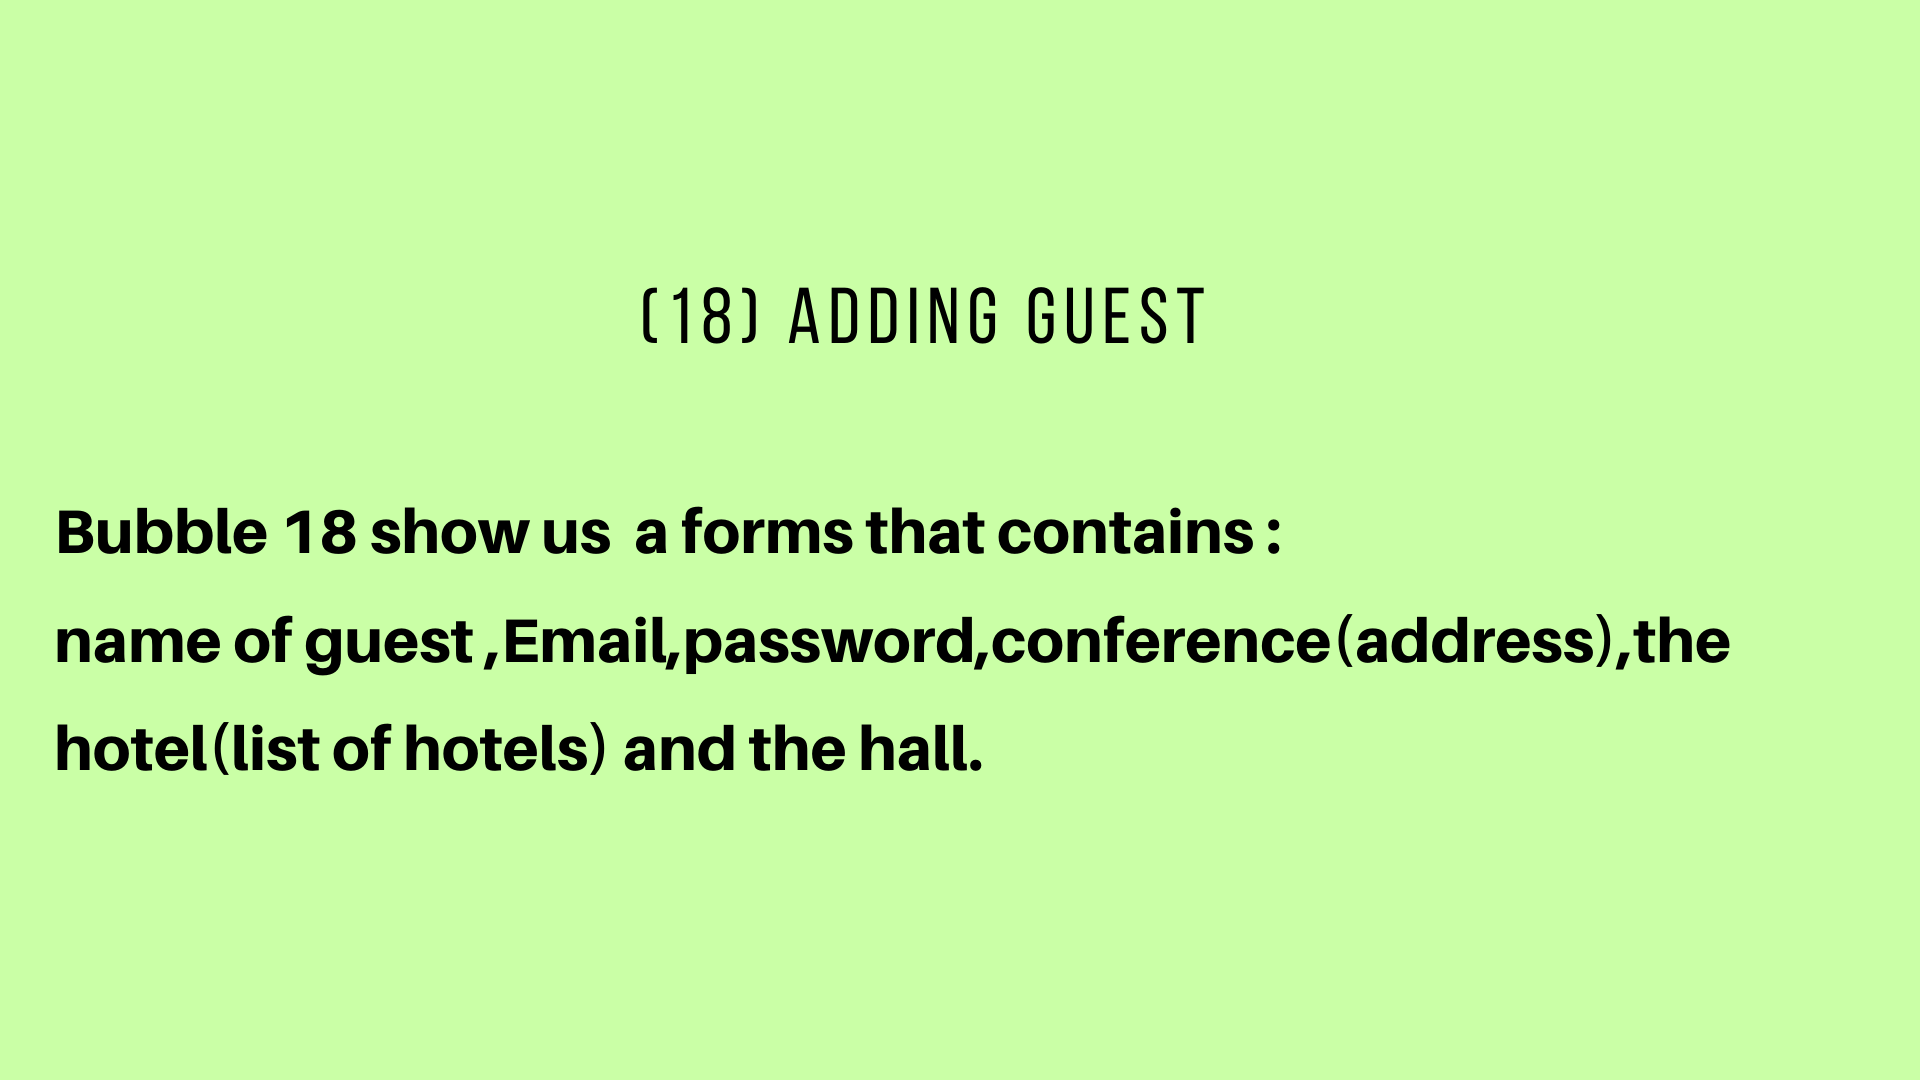 (18) ADDING GUEST
Bubble 18 show us  a forms that contains :
name of guest ,Email,password,conference(address),the
hotel(list of hotels) and the hall.